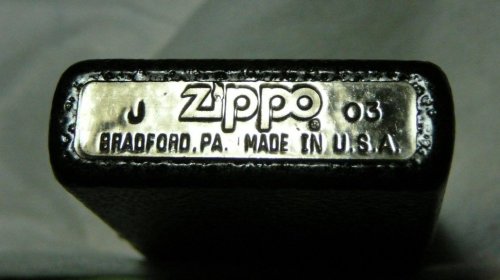 J Zippo® 03
BRADFORD, PA. MADE IN U.S.A.